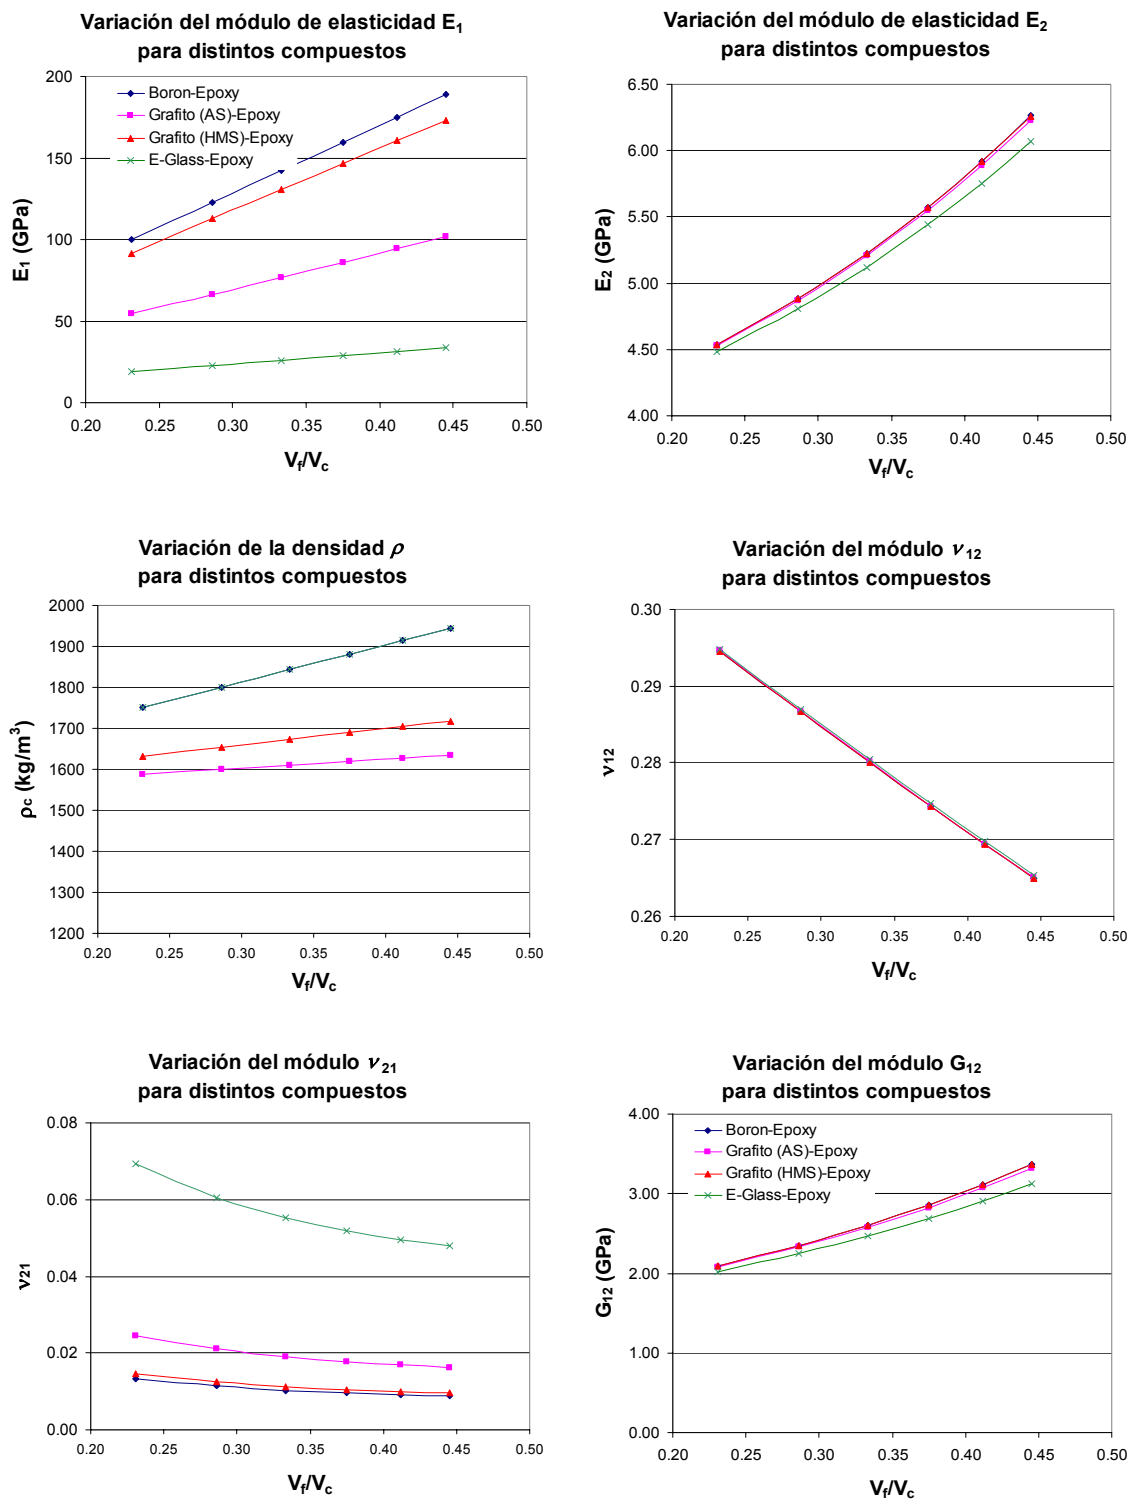 Variación del módulo de elasticidad E1
para distintos compuestos
200
150
100
50
0
E1 (GPa)
Boron-Epoxy
Grafito (AS)-Epoxy
Grafito (HMS)-Epoxy
E-Glass-Epoxy
0.20 0.25 0.30 0.35 0.40 0.45 0.50
Vf/Vc
Variación del módulo de elasticidad E2
para distintos compuestos
6.50
6.00
5.50
5.00
4.50
4.00
E2 (GPa)
0.20 0.25 0.30 0.35 0.40 0.45 0.50
Vf/Vc
Variación de la densidad ρ
para distintos compuestos
2000
1900
1800
1700
1600
1500
1400
1300
1200
ρc (kg/m³)
0.20 0.25 0.30 0.35 0.40 0.45 0.50
Vf/Vc
Variación del módulo ν12
para distintos compuestos
0.30
0.29
0.28
0.27
0.26
ν12
0.20 0.25 0.30 0.35 0.40 0.45 0.50
Vf/Vc
Variación del módulo ν21
para distintos compuestos
0.08
0.06
0.04
0.02
0.00
ν21
0.20 0.25 0.30 0.35 0.40 0.45 0.50
Vf/Vc
Variación del módulo G12
para distintos compuestos
4.00
3.00
2.00
1.00
0.00
G12 (GPa)
Boron-Epoxy
Grafito (AS)-Epoxy
Grafito (HMS)-Epoxy
E-Glass-Epoxy
0.20 0.25 0.30 0.35 0.40 0.45 0.50
Vf/Vc